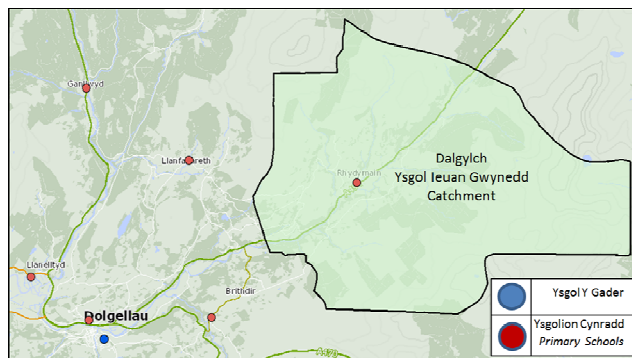 Ganllwyd
Llanfachreth
Rhydymain
Dalgylch
Ysgol Ieuan Gwynedd
Catchment
Llanelltyd
Brithdir
Dolgellau
Ysgol Y Gader
Ysgolion Cynradd
Primary Schools